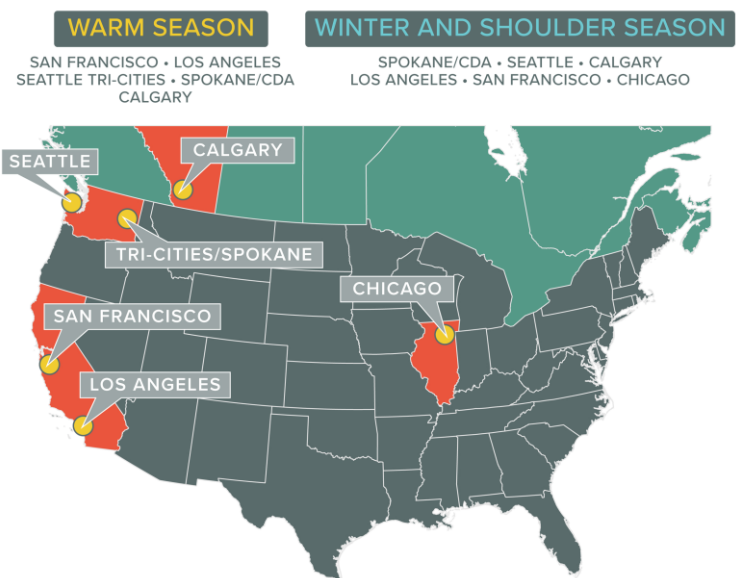 WARM SEASON
SAN FRANCISCO • LOS ANGELES
SEATTLE TRI-CITIES • SPOKANE/CDA
CALGARY
WINTER AND SHOULDER SEASON
SPOKANE/CDA • SEATTLE • CALGARY
LOS ANGELES • SAN FRANCISCO • CHICAGO
CALGARY
SEATTLE
TRI-CITIES/SPOKANE
CHICAGO
SAN FRANCISCO
LOS ANGELES